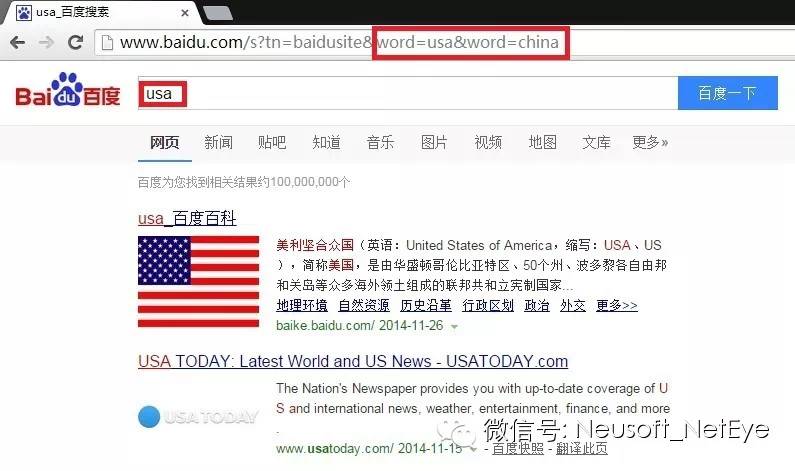 usa_百度搜索
www.baidu.com/s?tn=baidusite&word=usa&word=china
Bai du 百度
usa
百度一下
网页 新闻 贴吧 知道 音乐 图片 视频 地图 文库 更多»
百度为您找到相关结果约100,000,000个
usa_百度百科
美利坚合众国（英语：United States of America，缩写：USA、US
），简称美国，是由华盛顿哥伦比亚特区、50个州、波多黎各自由邦
和关岛等众多海外领土组成的联邦共和立宪制国家...
地理环境 自然资源 历史沿革 行政区划 政治 外交 更多>>
baike.baidu.com/ 2014-11-26
USA TODAY: Latest World and US News - USATODAY.com
The Nation's Newspaper provides you with up-to-date coverage of U
S and international news, weather, entertainment, finance, and more
.
USA TODAY
www.usatoday.com/ 2014-11-15 - 百度快照 - 翻译此页
微信号: Neusoft_NetEye